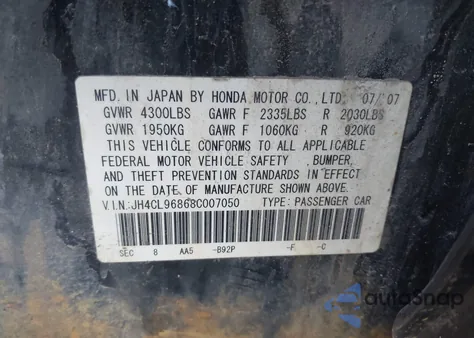 MFD. IN JAPAN BY HONDA MOTOR CO.,LTD. 07/07
GVWR 4300LBS GAWR F 2335LBS R 2030LBS
GVWR 1950KG GAWR F 1060KG R 920KG
THIS VEHICLE CONFORMS TO ALL APPLICABLE
FEDERAL MOTOR VEHICLE SAFETY ,BUMPER,
AND THEFT PREVENTION STANDARDS IN EFFECT
ON THE DATE OF MANUFACTURE SHOWN ABOVE.
V.I.N:JH4CL96868C007050 TYPE: PASSENGER CAR
SEC 8 AA5 -B92P -F -C
autoSnap